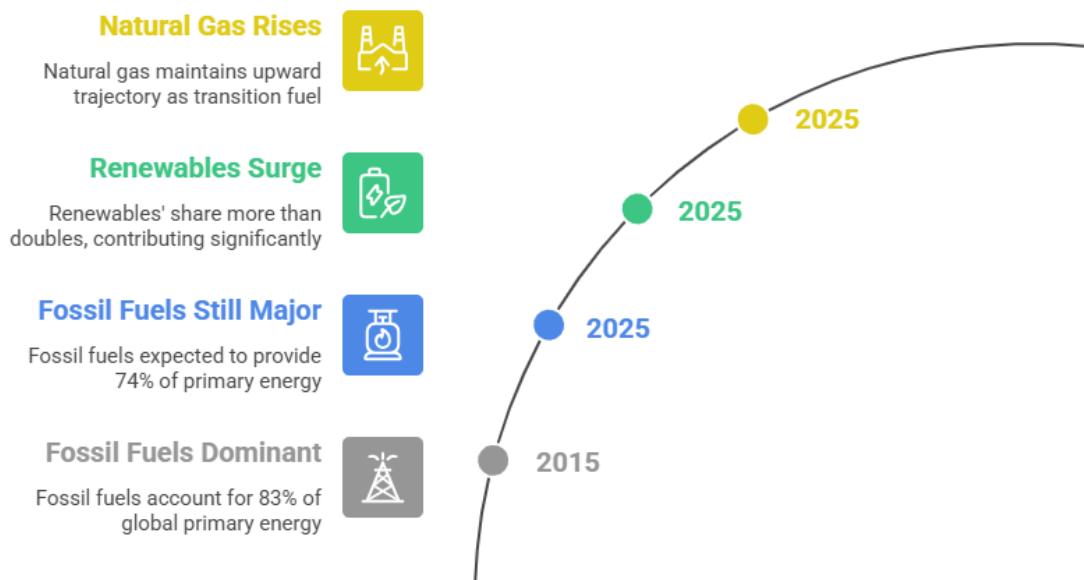 Natural Gas Rises
Natural gas maintains upward
trajectory as transition fuel
2025
Renewables Surge
Renewables' share more than
doubles, contributing significantly
2025
Fossil Fuels Still Major
Fossil fuels expected to provide
74% of primary energy
2025
Fossil Fuels Dominant
Fossil fuels account for 83% of
global primary energy
2015